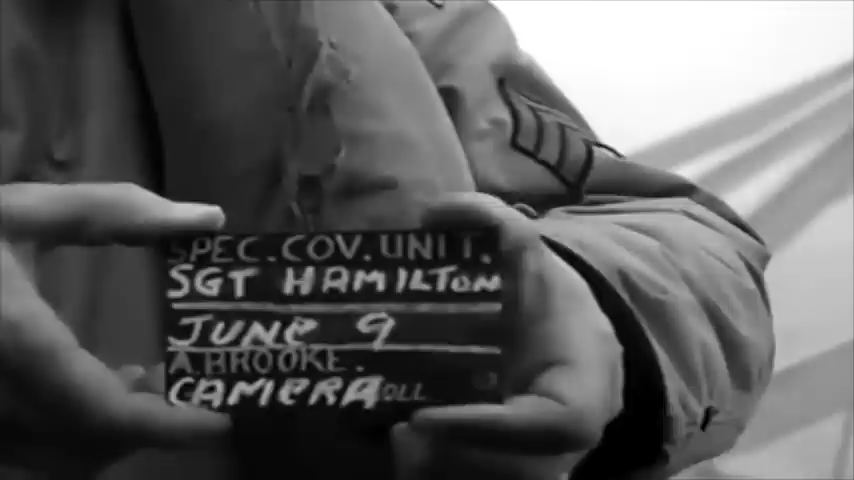 SPEC.COV.UNIT.
SGT HAMILTON
JUNE 9
A.BROOKE.
CAMERA